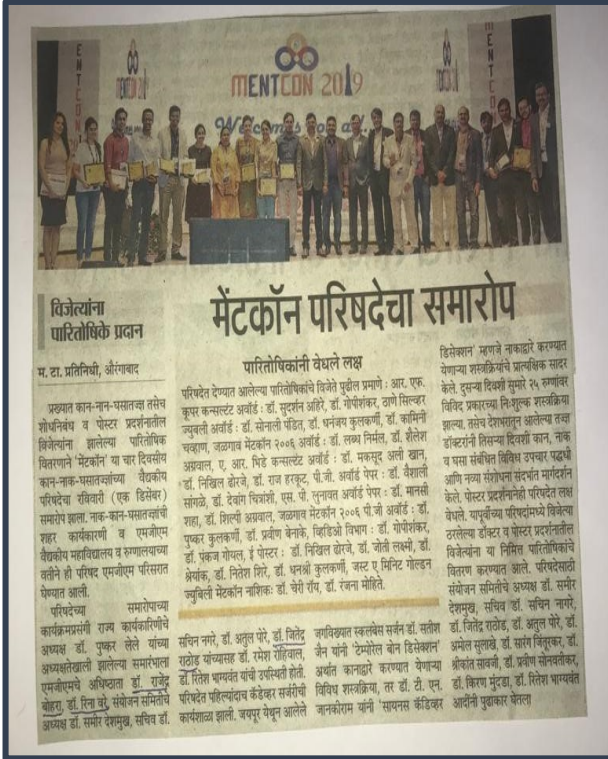 MENTCON 2019
Welcomes you at...
विजेत्यांना
पारितोषिके प्रदान
मेंटकॉन परिषदेचा समारोप
म. टा. प्रतिनिधी, औरंगाबाद
प्रख्यात कान-नान-घसातज्ज्ञ तसेच
शोधनिबंध व पोस्टर प्रदर्शनातील
विजेत्यांना झालेल्या पारितोषिक
वितरणाने 'मेंटकॉन' या चार दिवसीय
कान-नाक-घसातज्ज्ञांच्या वैद्यकीय
परिषदेचा रविवारी (एक डिसेंबर)
समारोप झाला. नाक-कान-घसातज्ज्ञांची
शहर कार्यकारिणी व एमजीएम
वैद्यकीय महाविद्यालय व रुग्णालयाच्या
वतीने ही परिषद एमजीएम परिसरात
घेण्यात आली.
परिषदेच्या समारोपाच्या
कार्यक्रमप्रसंगी राज्य कार्यकारिणीचे
अध्यक्ष डॉ. पुष्कर लेले यांच्या
अध्यक्षतेखाली झालेल्या समारंभाला
एमजीएमचे अधिष्ठाता डॉ. राजेंद्र
बोहरा, डॉ. रिना वरे, संयोजन समितीचे
अध्यक्ष डॉ. समीर देशमुख, सचिव डॉ.
पारितोषिकांनी वेधले लक्ष
परिषदेत देण्यात आलेल्या पारितोषिकांचे विजेते पुढील प्रमाणे : आर. एफ.
कूपर कन्सल्टंट अवॉर्ड : डॉ. सुदर्शन अहिरे, डॉ. गोपीशंकर, ठाणे सिल्व्हर
ज्युबली अवॉर्ड : डॉ. सोनाली पंडित, डॉ. धनंजय कुलकर्णी, डॉ. कामिनी
चव्हाण, जळगाव मेंटकॉन २००६ अवॉर्ड : डॉ. लब्ध निर्मल, डॉ. शैलेश
अग्रवाल, ए. आर. भिडे कन्सल्टंट अवॉर्ड : डॉ. मकसूद अली खान,
डॉ. निखिल ढोरजे, डॉ. राज हरकूट, पी.जी. अवॉर्ड पेपर : डॉ. वैशाली
सांगळे, डॉ. देवांग चित्रांशी, एस. पी. लुनावत अवॉर्ड पेपर : डॉ. मानसी
शहा, डॉ. शिल्पी अग्रवाल, जळगाव मेंटकॉन २००६ पी.जी अवॉर्ड : डॉ.
पुष्कर कुलकर्णी, डॉ. प्रवीण बेनाके, व्हिडिओ विभाग : डॉ. गोपीशंकर,
डॉ. पंकज गोयल, ई पोस्टर : डॉ. निखिल ढोरजे, डॉ. जोती लक्ष्मी, डॉ.
श्रेयांक, डॉ. नितेश शिरे, डॉ. धनश्री कुलकर्णी, जस्ट ए मिनिट गोल्डन
ज्युबिली मेंटकॉन नाशिक: डॉ. चेरी रॉय, डॉ. रंजना मोहिते.
सचिन नगरे, डॉ. अतुल पोरे, डॉ. जितेंद्र
राठोड यांच्यासह डॉ. रमेश रोहिवाल,
डॉ. रितेश भाग्यवंत यांची उपस्थिती होती.
परिषदेत पहिल्यांदाच कॅडेव्हर सर्जरीची
कार्यशाळा झाली. जयपूर येथून आलेले
जगविख्यात स्कलबेस सर्जन डॉ. सतीश
जैन यांनी 'टेम्पोरेल बोन डिसेक्शन'
अर्थात कानाद्वारे करण्यात येणाऱ्या
विविध शस्त्रक्रिया, तर डॉ. टी. एन.
जानकीराम यांनी 'सायनस कॅडिव्हर
डिसेक्शन' म्हणजे नाकाद्वारे करण्यात
येणाऱ्या शस्त्रक्रियांचे प्रात्यक्षिक सादर
केले. दुसऱ्या दिवशी सुमारे २५ रुग्णांवर
विविध प्रकारच्या नि:शुल्क शस्त्रक्रिया
झाल्या. तसेच देशभरातून आलेल्या तज्ज्ञ
डॉक्टरांनी तिसऱ्या दिवशी कान, नाक
व घसा संबंधित विविध उपचार पद्धती
आणि नव्या संशोधना संदर्भात मार्गदर्शन
केले. पोस्टर प्रदर्शनानेही परिषदेत लक्ष
वेधले. यापूर्वीच्या परिषदांमध्ये विजेत्या
ठरलेल्या डॉक्टर व पोस्टर प्रदर्शनातील
विजेत्यांना या निमित्त पारितोषिकांचे
वितरण करण्यात आले. परिषदेसाठी
संयोजन समितीचे अध्यक्ष डॉ. समीर
देशमुख, सचिव डॉ. सचिन नागरे,
डॉ. जितेंद्र राठोड, डॉ. अतुल पोरे, डॉ.
अमोल सुलाखे, डॉ. सारंग जिंतूरकर, डॉ.
श्रीकांत सावजी, डॉ. प्रवीण सोनवतीकर,
डॉ. किरण मुंदडा, डॉ. रितेश भाग्यवंत
आदींनी पुढाकार घेतला